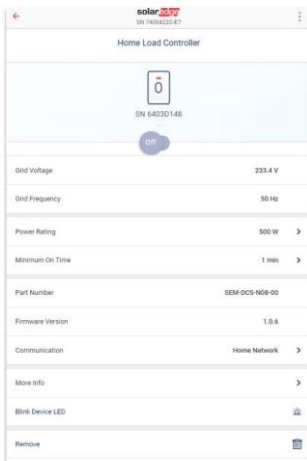 solaredge
SN 7405422C-E7
Home Load Controller
SN 6403D148
Off
Grid Voltage 233.4 V
Grid Frequency 50 Hz
Power Rating 500 W
Minimum On Time 1 min
Part Number SEM-DCS-N08-00
Firmware Version 1.0.6
Communication Home Network
More Info
Blink Device LED
Remove